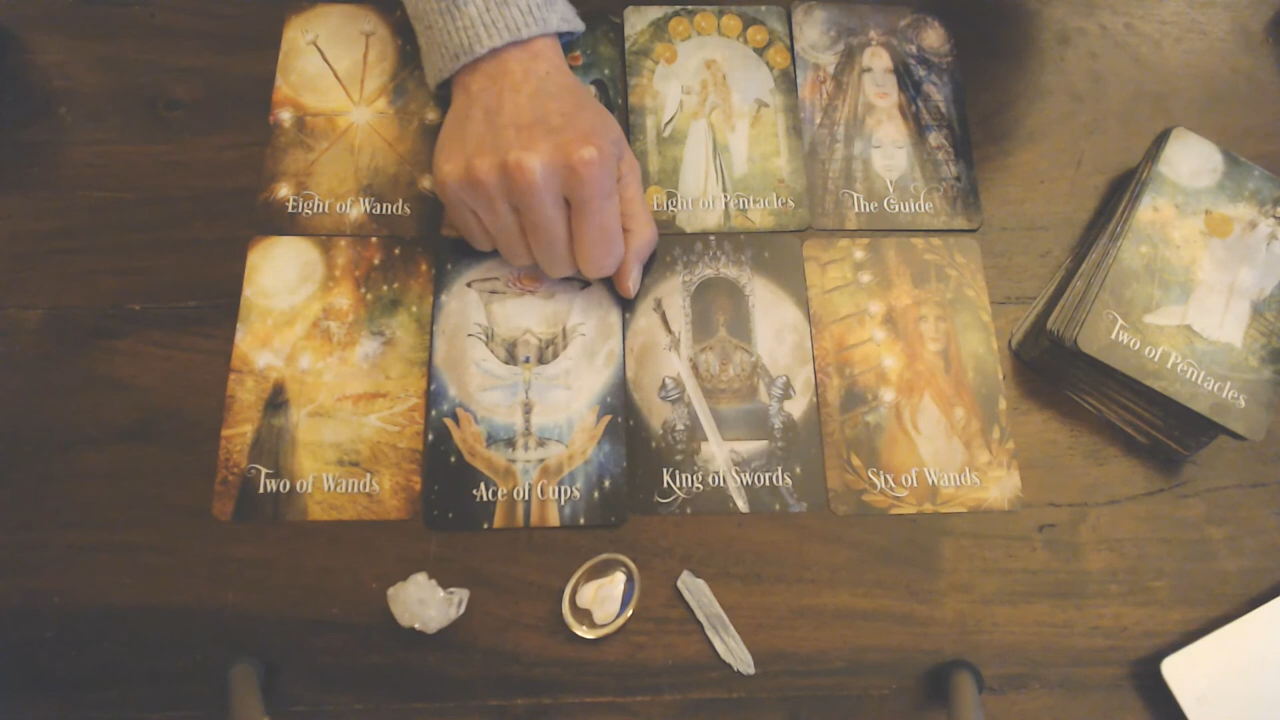 Eight of Wands
Eight of Pentacles
V
The Guide
Two of Wands
Ace of Cups
King of Swords
Six of Wands
Two of Pentacles